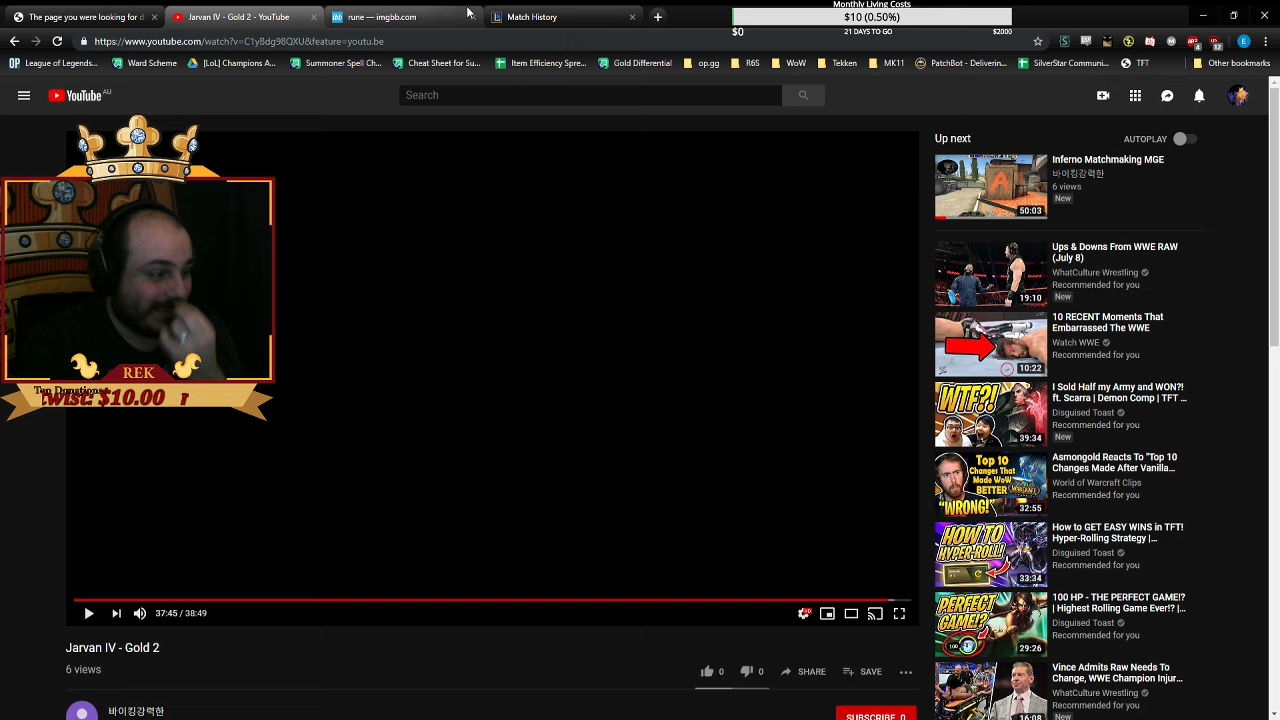 Monthly Living Costs
The page you were looking for d
Jarvan IV - Gold 2 - YouTube
rune — imgbb.com
Match History
$10 (0.50%)
$0
21 DAYS TO GO
$2000
https://www.youtube.com/watch?v=C1yBdg98QXU&feature=youtu.be
League of Legends...
Ward Scheme
[LoL] Champions A...
Summoner Spell Ch...
Cheat Sheet for Su...
Item Efficiency Spre...
Gold Differential
op.gg
R6S
WoW
Tekken
MK11
PatchBot - Deliverin...
SilverStar Communi...
TFT
Other bookmarks
YouTube AU
Search
Up next
AUTOPLAY
Inferno Matchmaking MGE
바이킹강력한
6 views
New
50:03
Ups & Downs From WWE RAW
(July 8)
WhatCulture Wrestling
Recommended for you
New
19:10
10 RECENT Moments That
Embarrassed The WWE
Watch WWE
Recommended for you
10:22
WTF?!
I Sold Half my Army and WON?!
ft. Scarra | Demon Comp | TFT ...
Disguised Toast
Recommended for you
New
39:34
Top 10
Changes Made
That
Made WoW
BETTER
"WRONG!"
Asmongold Reacts To "Top 10
Changes Made After Vanilla...
World of Warcraft Clips
Recommended for you
32:55
HOW TO
HYPER-ROLL!
How to GET EASY WINS in TFT!
Hyper-Rolling Strategy |...
Disguised Toast
Recommended for you
33:34
PERFECT
GAME!?
100
100 HP - THE PERFECT GAME!?
| Highest Rolling Game Ever!? |...
Disguised Toast
Recommended for you
29:26
Vince Admits Raw Needs To
Change, WWE Champion Injur...
WhatCulture Wrestling
Recommended for you
16:08
New
REK
Ten Donations
wist: $10.00 r
37:45 / 38:49
Jarvan IV - Gold 2
6 views
0
0
SHARE
SAVE
바이킹강력한
SUBSCRIBE 0